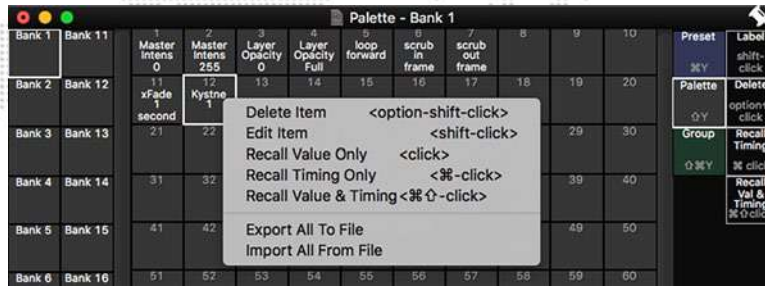 Palette - Bank 1
Bank 1 Bank 11 1 2 3 4 5 6 7 8 9 10 Preset Label
Master Master Layer Layer loop scrub scrub
Intens Intens Opacity Opacity forward in out shift-
0 255 0 Full frame frame ⌘Y click
Bank 2 Bank 12 11 12 13 14 15 16 17 18 19 20 Palette Delete
xFade Kystne
1 1 option+
second ⇧Y click
Delete Item <option-shift-click>
Bank 3 Bank 13 21 22 Edit Item <shift-click> 29 30 Group Recall
Timing
Recall Value Only <click>
⇧⌘Y ⌘ click
Recall Timing Only <⌘-click>
Bank 4 Bank 14 31 32 39 40 Recall
Recall Value & Timing <⌘⇧-click> Val &
Timing
⌘⇧clic
Bank 5 Bank 15 41 42 Export All To File 49 50
Import All From File
Bank 6 Bank 16 51 52 53 54 55 56 57 58 59 60